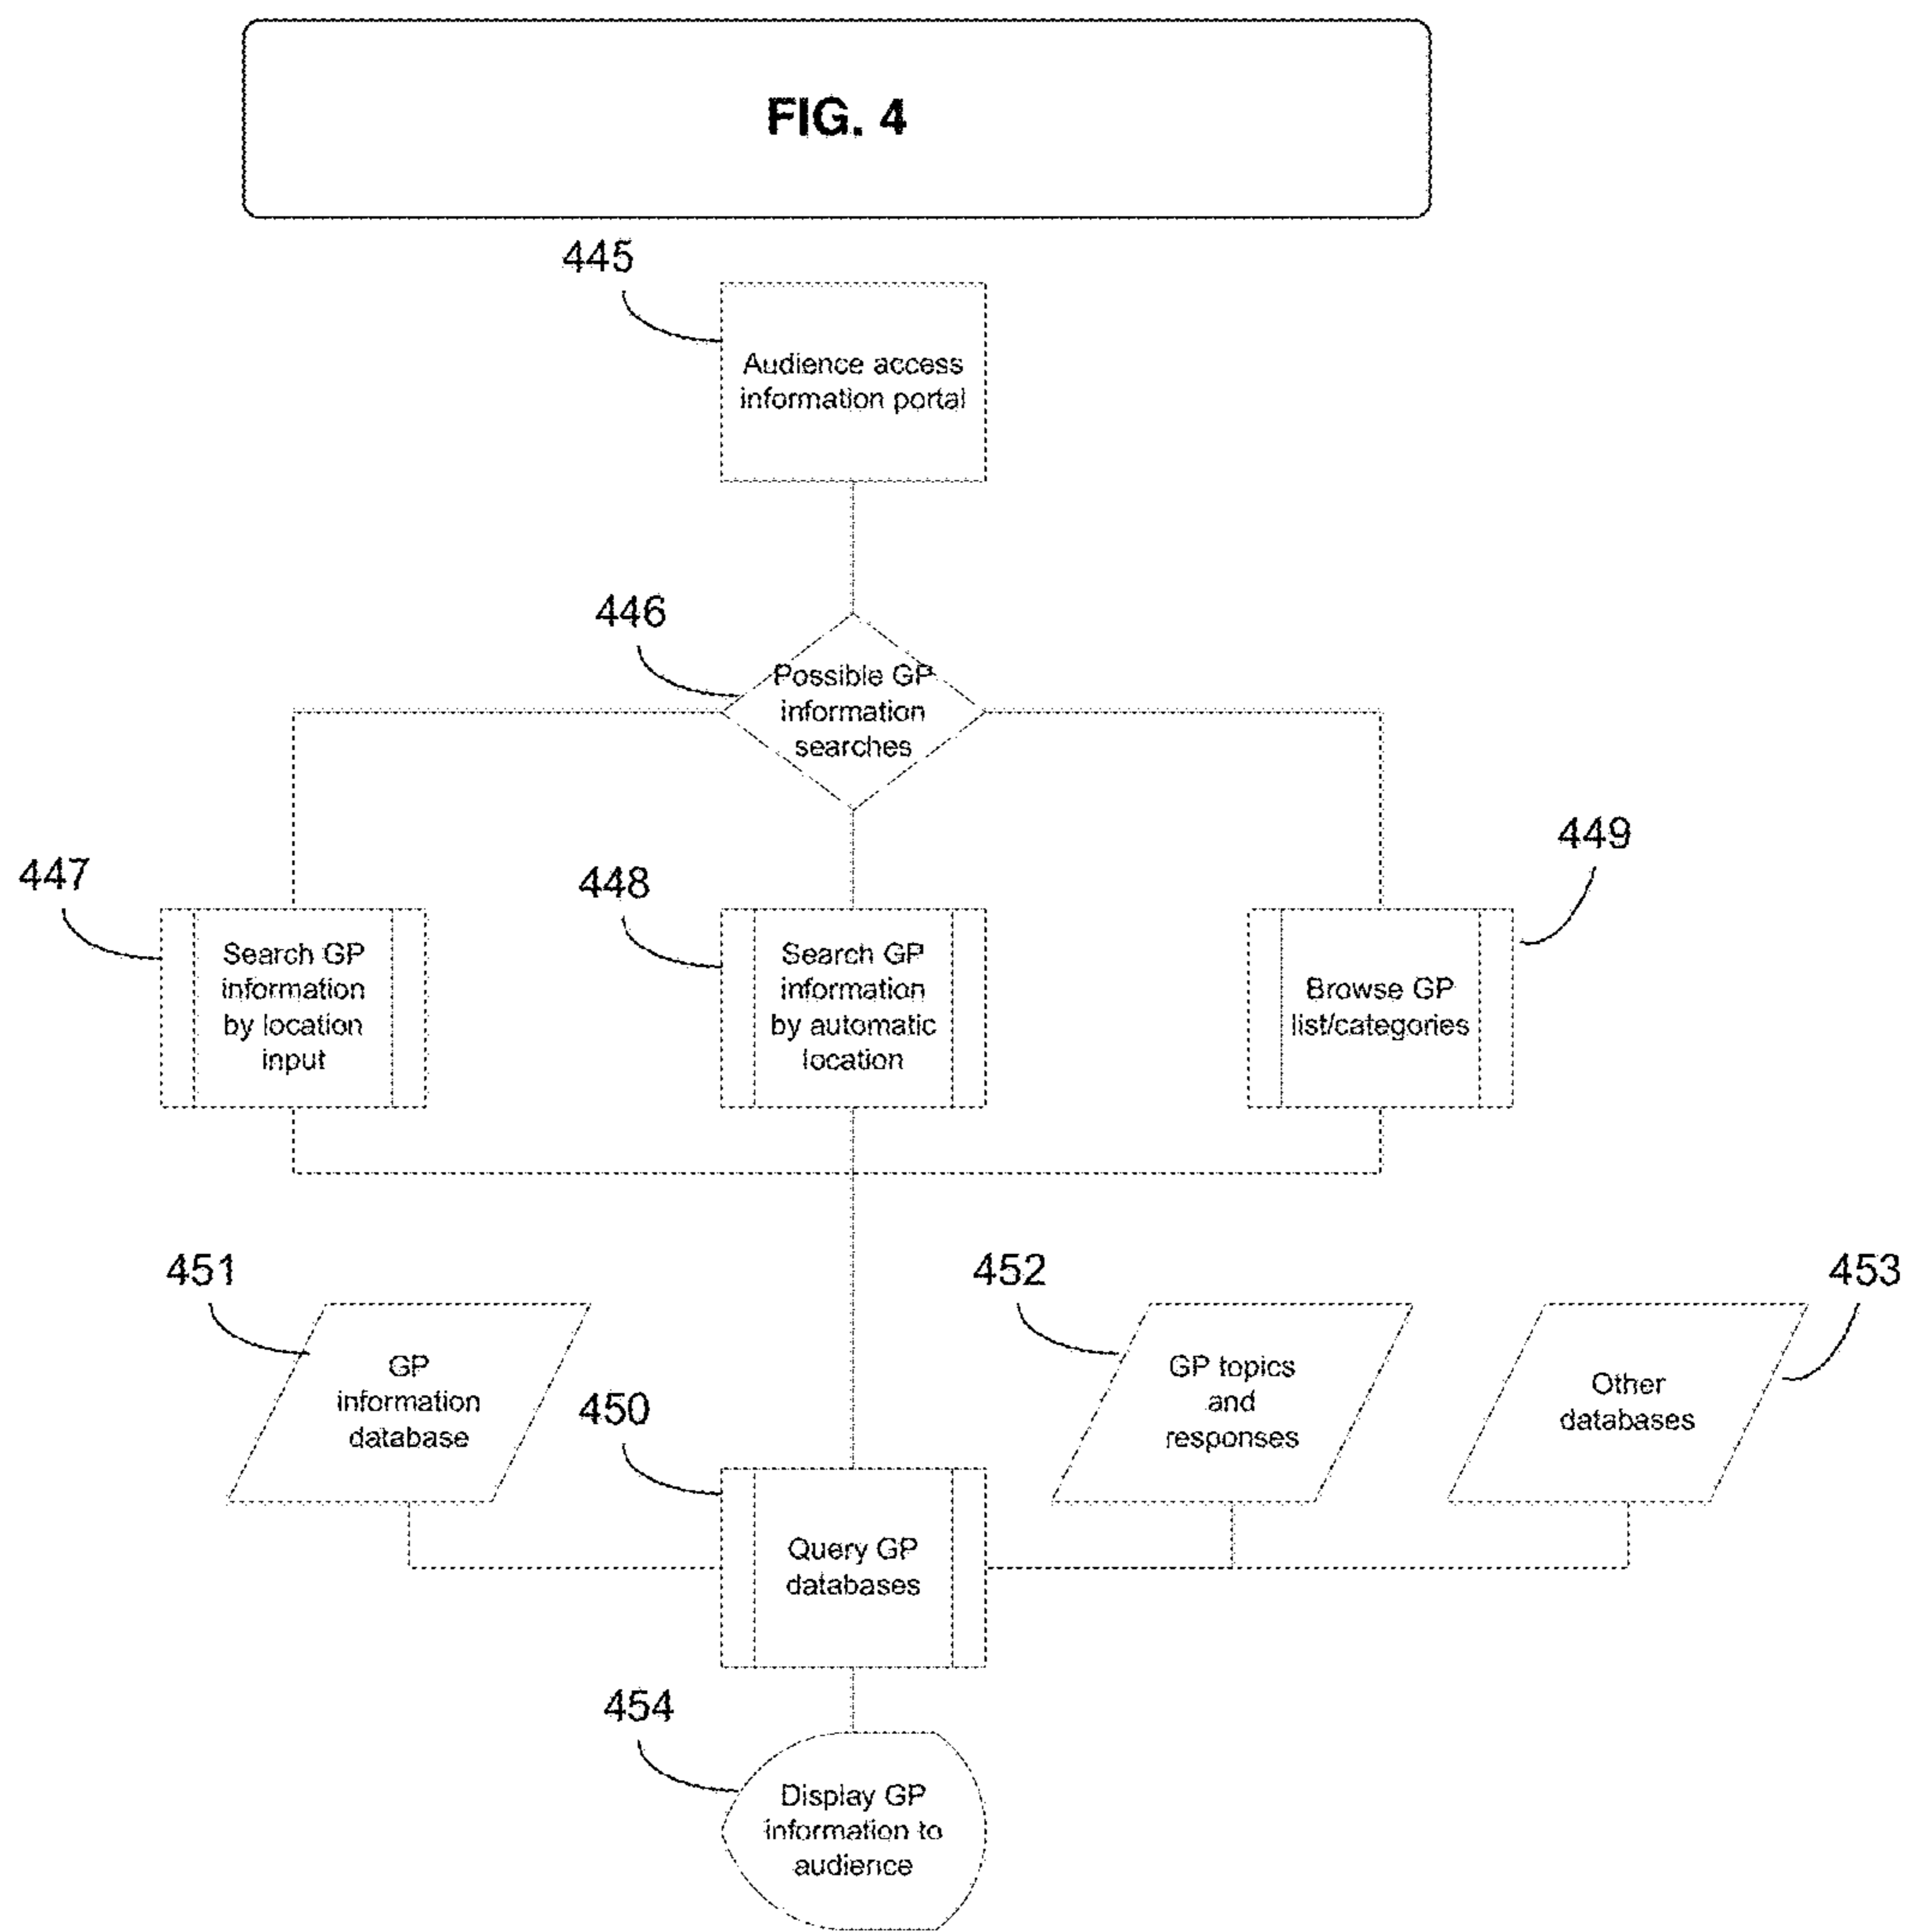 FIG. 4
445
Audience access
information portal
446
Possible GP
information
searches
447
Search GP
information
by location
input
448
Search GP
information
by automatic
location
449
Browse GP
list/categories
451
GP
information
database
452
GP topics
and
responses
453
Other
databases
450
Query GP
databases
454
Display GP
information to
audience